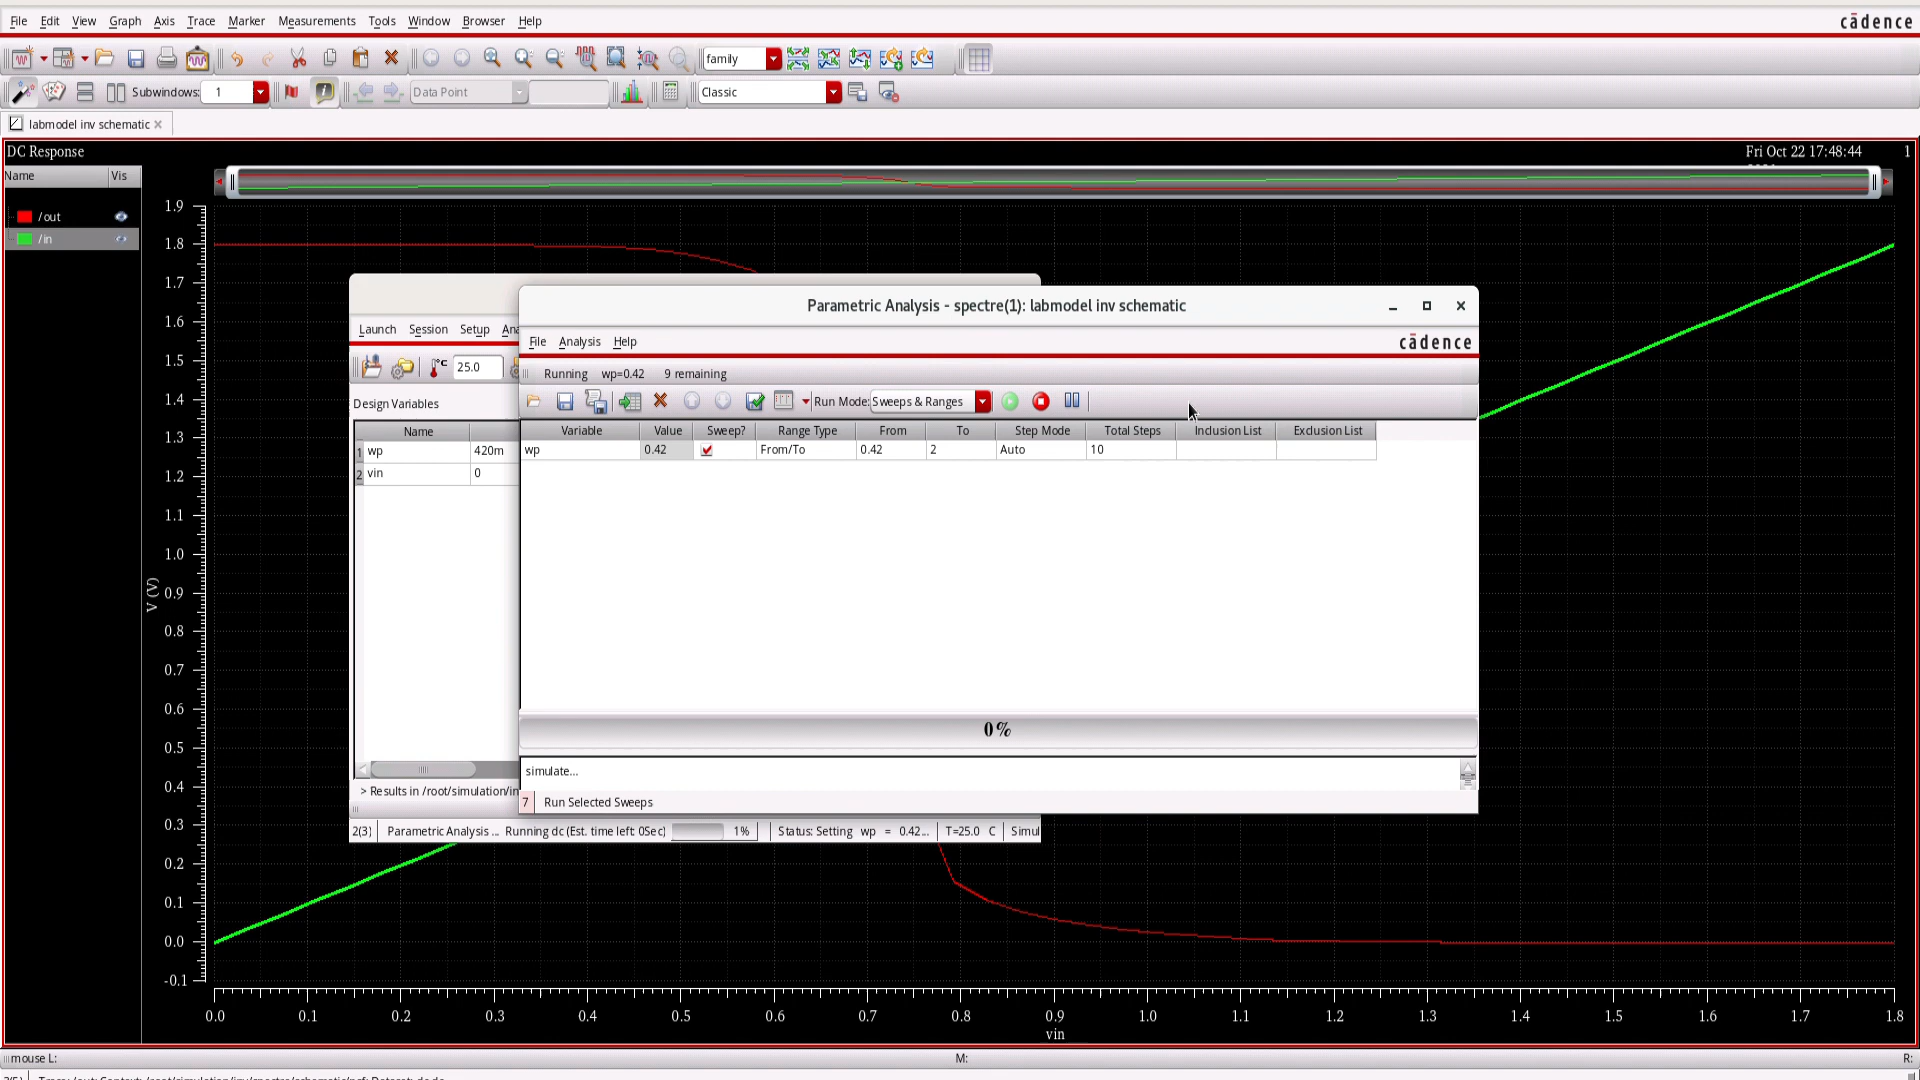 File Edit View Graph Axis Trace Marker Measurements Tools Window Browser Help
cādence
family
Subwindows: 1
Data Point
Classic
labmodel inv schematic
DC Response
Fri Oct 22 17:48:44 1
Name Vis
/out
/in
1.9
1.8
1.7
1.6
1.5
1.4
1.3
1.2
1.1
1.0
0.9
0.8
0.7
0.6
0.5
0.4
0.3
0.2
0.1
0.0
-0.1
V (V)
0.0 0.1 0.2 0.3 0.4 0.5 0.6 0.7 0.8 0.9 1.0 1.1 1.2 1.3 1.4 1.5 1.6 1.7 1.8
vin
Launch Session Setup
°C 25.0
Design Variables
Name
1 wp 420m
2 vin 0
> Results in /root/simulation/in
2(3) Parametric Analysis ... Running dc (Est. time left: 0Sec) 1% Status: Setting wp = 0.42... T=25.0 C Simul
Parametric Analysis - spectre(1): labmodel inv schematic
File Analysis Help
cādence
Running wp=0.42 9 remaining
Run Mode: Sweeps & Ranges
Variable Value Sweep? Range Type From To Step Mode Total Steps Inclusion List Exclusion List
wp 0.42 From/To 0.42 2 Auto 10
0%
simulate...
7 Run Selected Sweeps
mouse L: M: R: